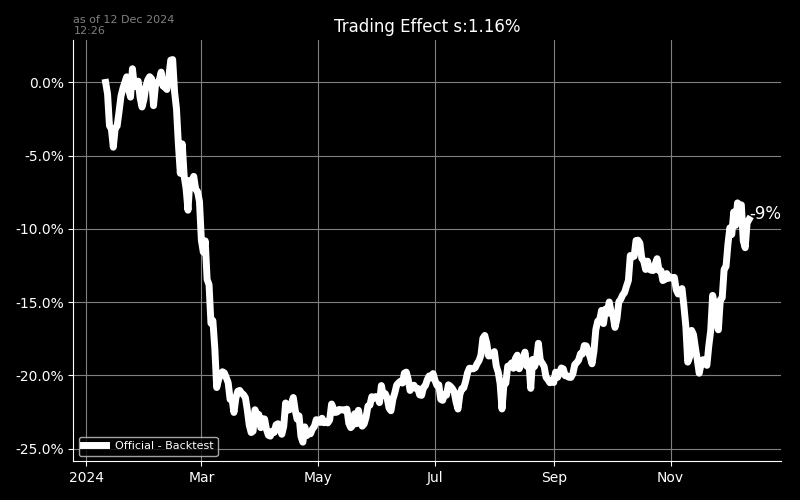 as of 12 Dec 2024
12:26
Trading Effect s:1.16%
0.0%
-5.0%
-10.0%
-9%
-15.0%
-20.0%
-25.0%
Official - Backtest
2024 Mar May Jul Sep Nov